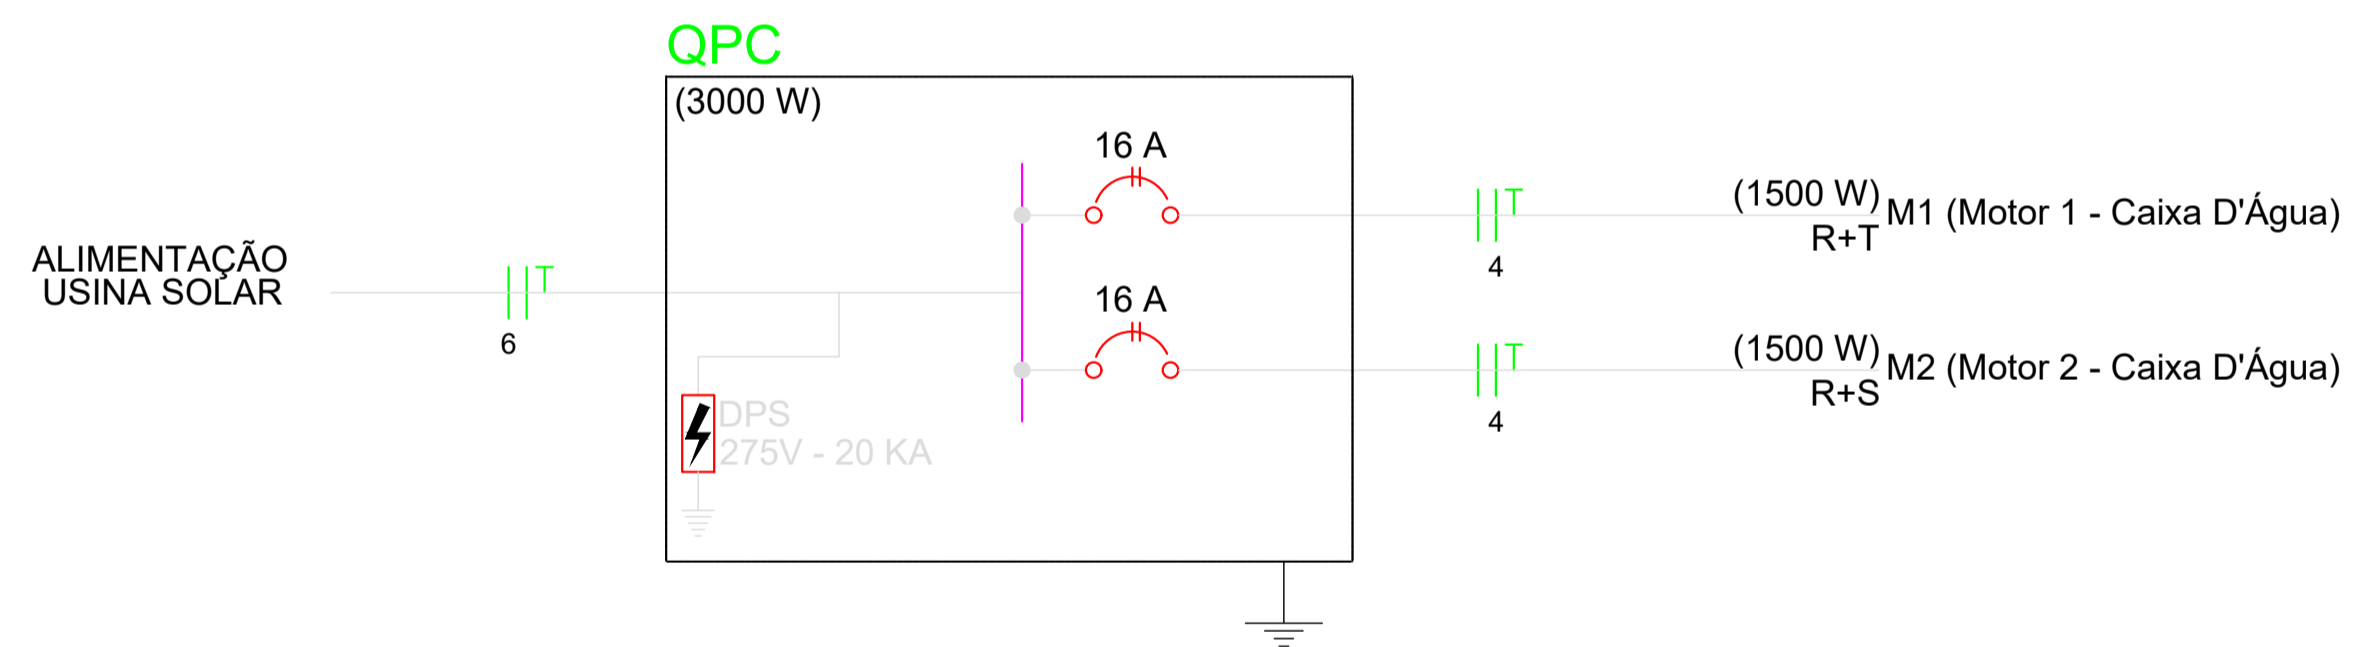 QPC
(3000 W)
16 A
T
(1500 W)
M1 (Motor 1 - Caixa D'Água)
R+T
4
ALIMENTAÇÃO
USINA SOLAR
T
6
16 A
T
(1500 W)
M2 (Motor 2 - Caixa D'Água)
R+S
4
DPS
275V - 20 KA